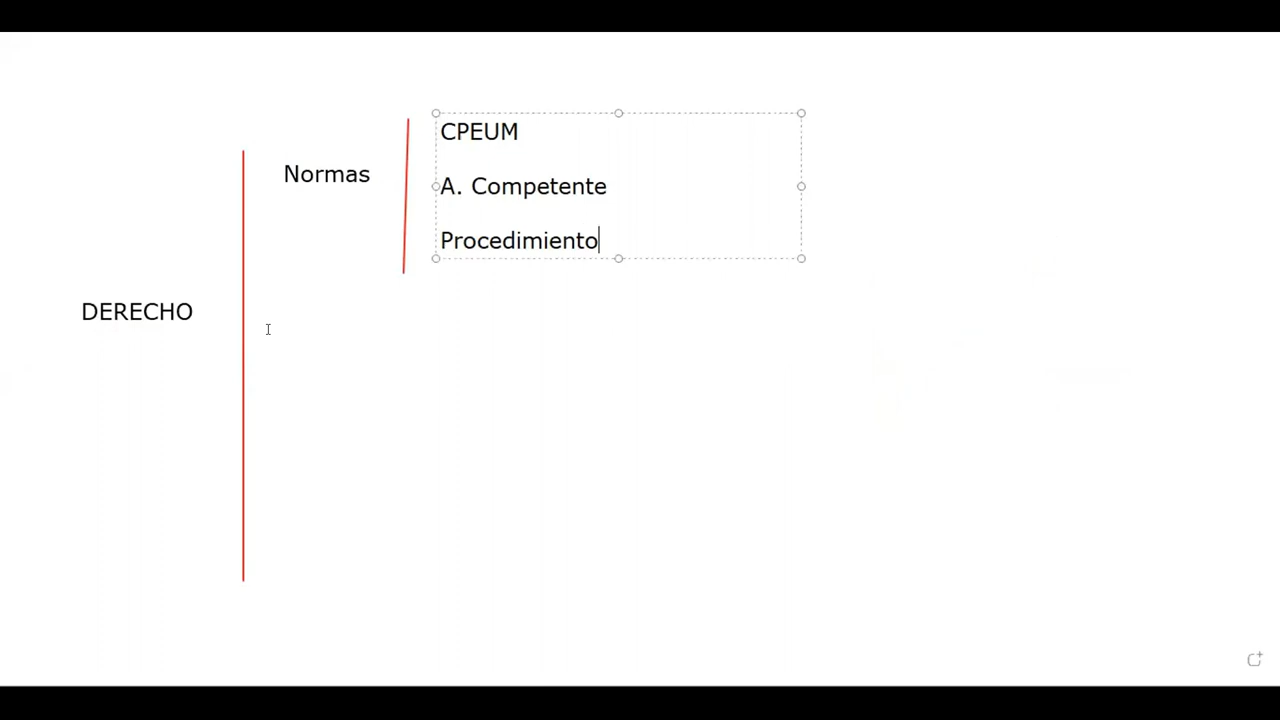 CPEUM
Normas
A. Competente
Procedimiento
DERECHO